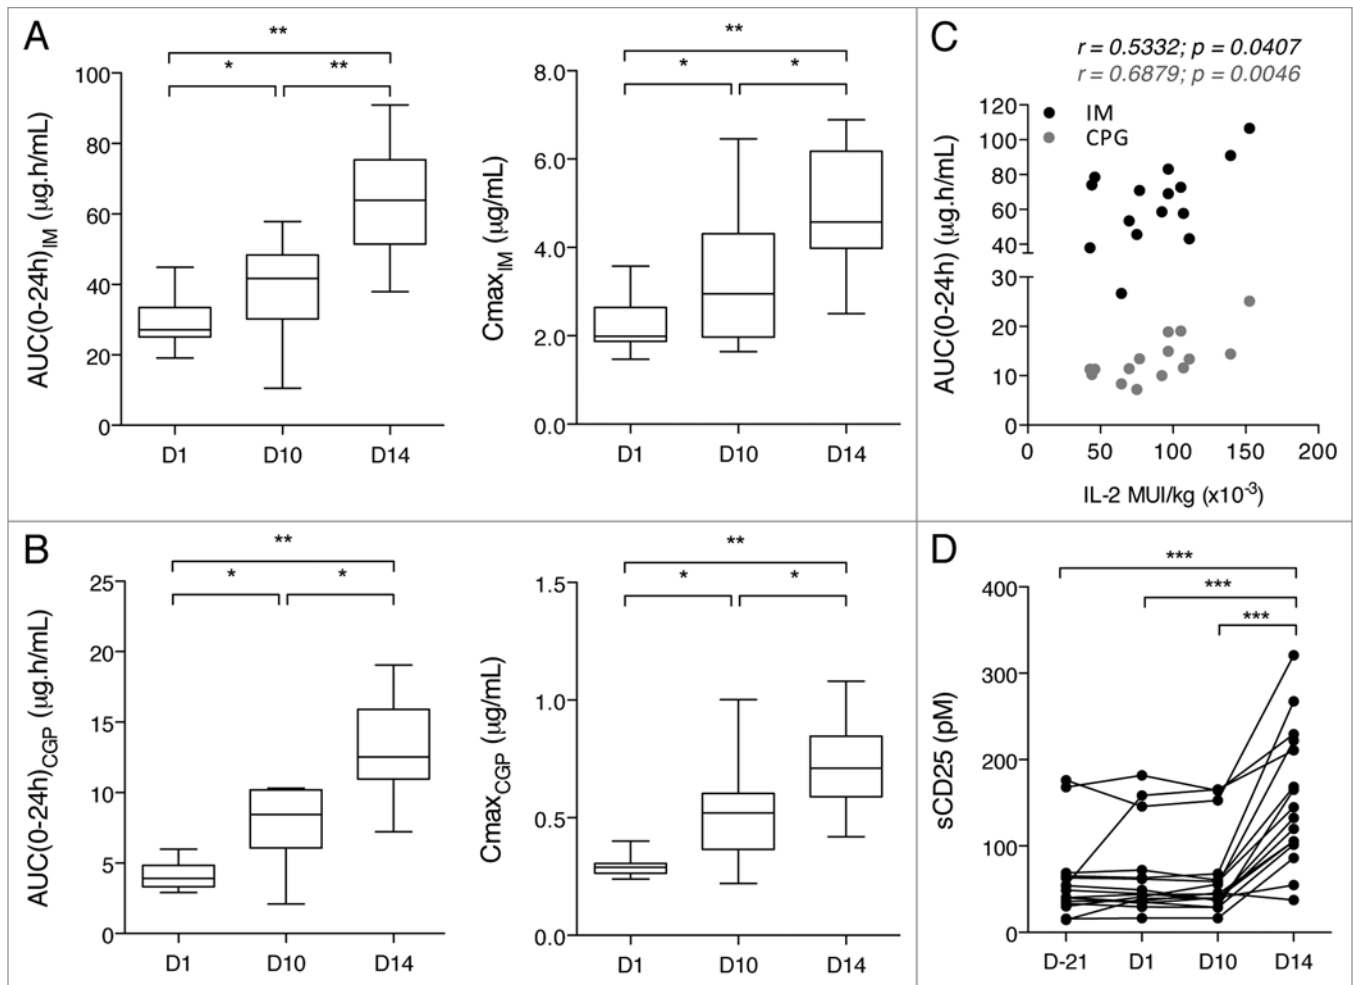 A
**
*
**
100
80
60
40
20
0
AUC(0-24h)IM (μg.h/mL)
D1
D10
D14
**
*
*
8.0
6.0
4.0
2.0
0.0
CmaxIM (μg/mL)
D1
D10
D14
B
**
*
*
25
20
15
10
5
0
AUC(0-24h)CGP (μg.h/mL)
D1
D10
D14
**
*
*
1.5
1.0
0.5
0.0
CmaxCGP (μg/mL)
D1
D10
D14
C
r = 0.5332; p = 0.0407
r = 0.6879; p = 0.0046
IM
CPG
120
100
80
60
40
30
20
10
0
AUC(0-24h) (μg.h/mL)
0
50
100
150
200
IL-2 MUI/kg (x10-3)
D
***
***
***
400
300
200
100
0
sCD25 (pM)
D-21
D1
D10
D14